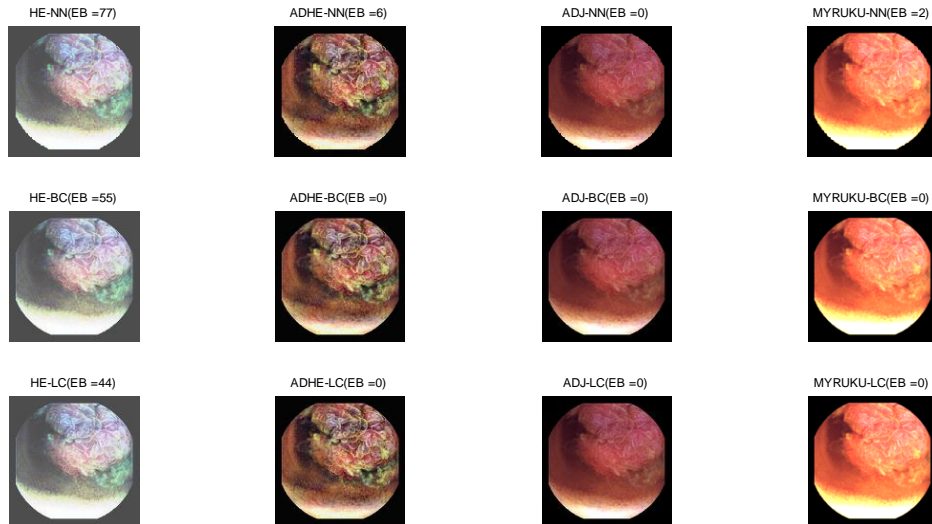 HE-NN(EB =77)
ADHE-NN(EB =6)
ADJ-NN(EB =0)
MYRUKU-NN(EB =2)
HE-BC(EB =55)
ADHE-BC(EB =0)
ADJ-BC(EB =0)
MYRUKU-BC(EB =0)
HE-LC(EB =44)
ADHE-LC(EB =0)
ADJ-LC(EB =0)
MYRUKU-LC(EB =0)